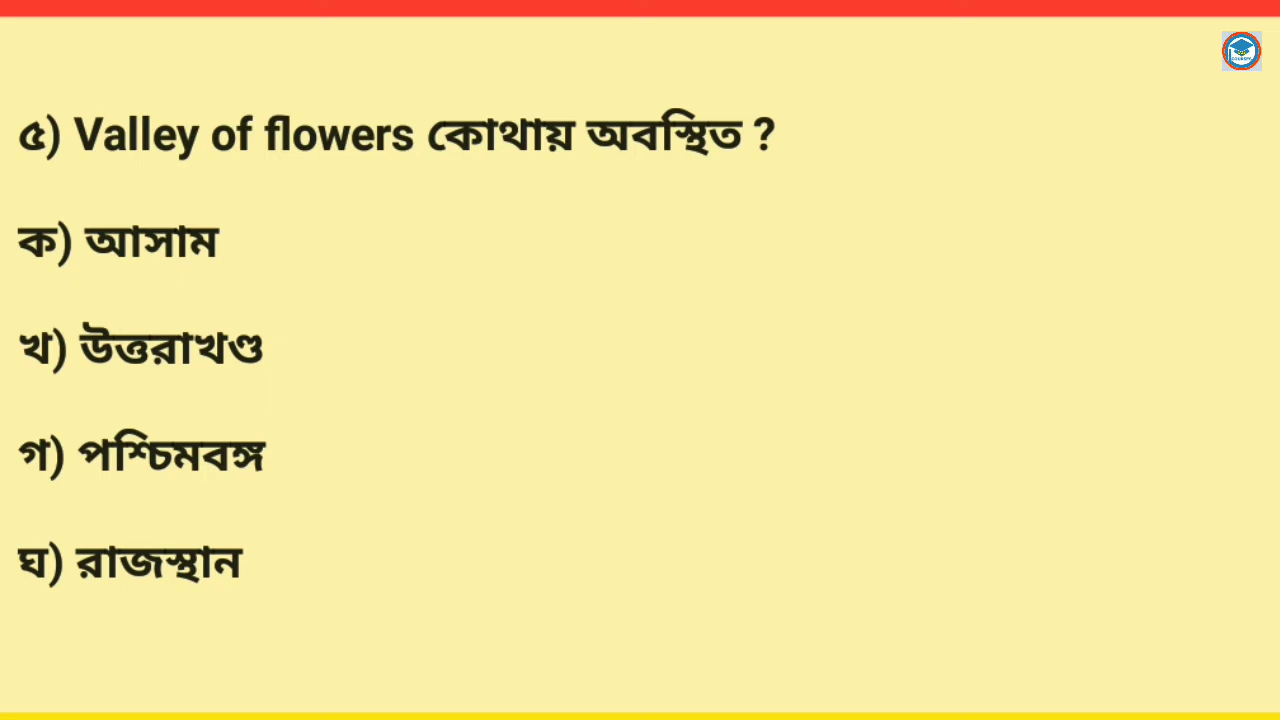 ৫) Valley of flowers কোথায় অবস্থিত ?
ক) আসাম
খ) উত্তরাখণ্ড
গ) পশ্চিমবঙ্গ
ঘ) রাজস্থান